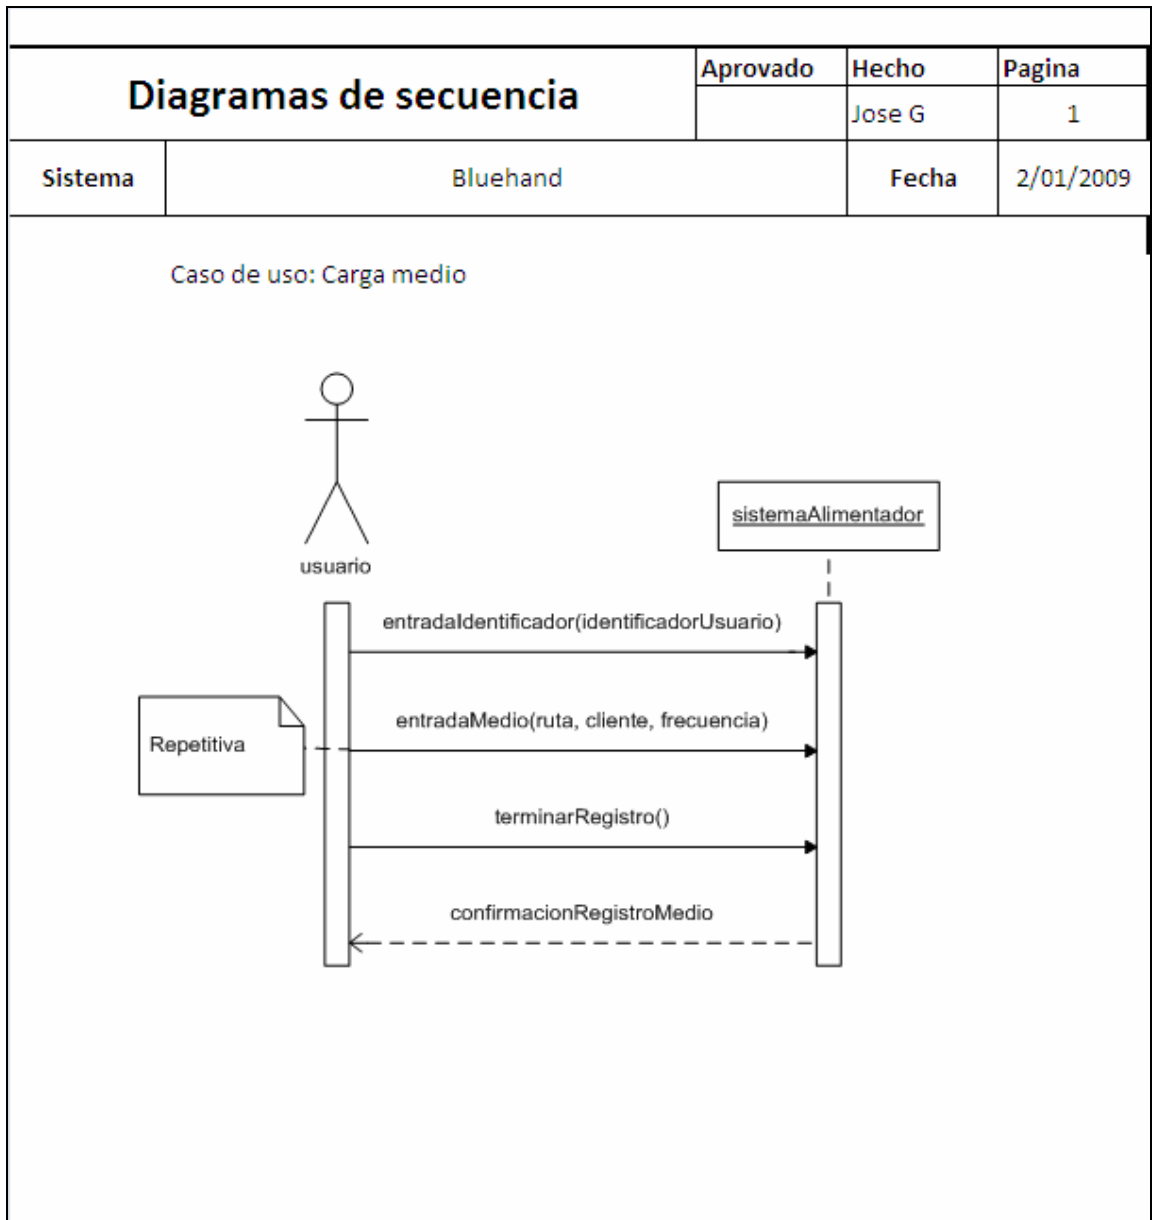 Diagramas de secuencia
Aprovado
Hecho
Pagina
Jose G
1
Sistema
Bluehand
Fecha
2/01/2009
Caso de uso: Carga medio
sistemaAlimentador
usuario
entradaIdentificador(identificadorUsuario)
entradaMedio(ruta, cliente, frecuencia)
Repetitiva
terminarRegistro()
confirmacionRegistroMedio